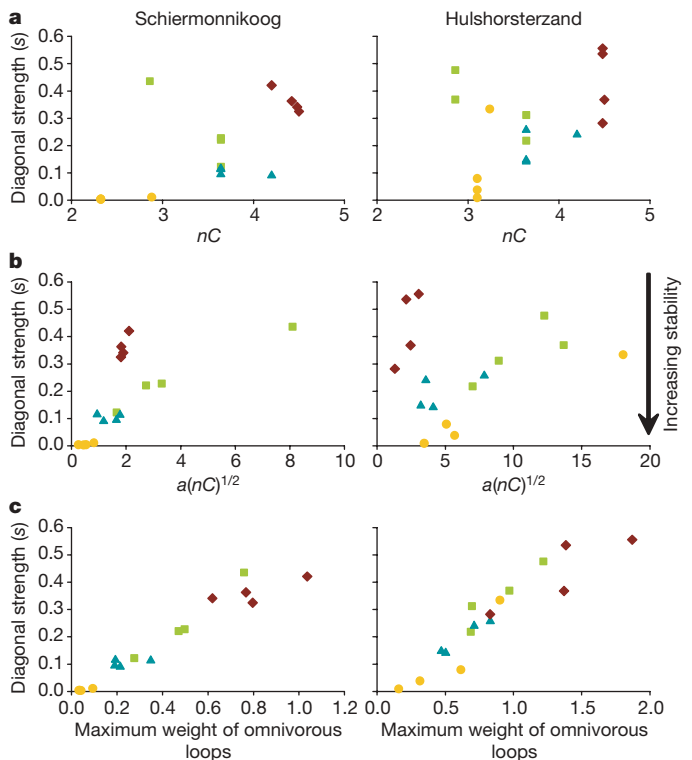 a
Schiermonnikoog
Hulshorsterzand
Diagonal strength (s)
0.6
0.5
0.4
0.3
0.2
0.1
0.0
2 3 4 5
nC
2 3 4 5
nC
b
Diagonal strength (s)
0.6
0.5
0.4
0.3
0.2
0.1
0.0
0 2 4 6 8 10
a(nC)1/2
0 5 10 15 20
a(nC)1/2
Increasing stability
c
Diagonal strength (s)
0.6
0.5
0.4
0.3
0.2
0.1
0.0
0.0 0.2 0.4 0.6 0.8 1.0 1.2
Maximum weight of omnivorous
loops
0.0 0.5 1.0 1.5 2.0
Maximum weight of omnivorous
loops